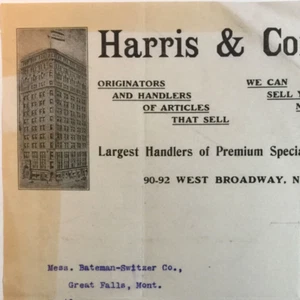 Harris & Co
ORIGINATORS WE CAN
AND HANDLERS SELL Y
OF ARTICLES
THAT SELL
Largest Handlers of Premium Specia
90-92 WEST BROADWAY, N
Mess. Bateman-Switzer Co.,
Great Falls, Mont.